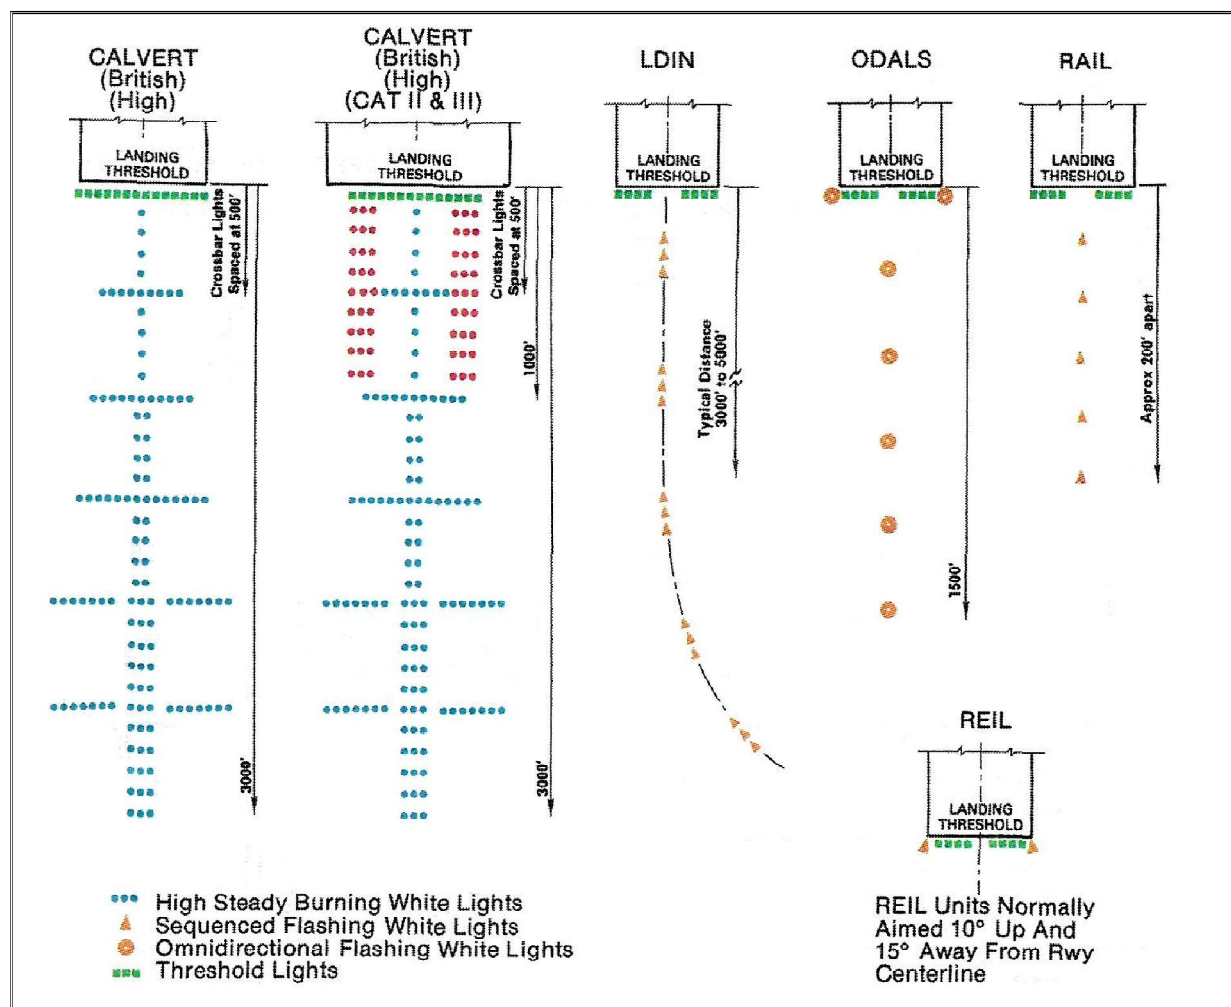 CALVERT
(British)
(High)
LANDING
THRESHOLD
Crossbar Lights
Spaced at 500'
3000'
CALVERT
(British)
(High)
(CAT II & III)
LANDING
THRESHOLD
Crossbar Lights
Spaced at 500'
1000'
3000'
LDIN
LANDING
THRESHOLD
Typical Distance
3000' to 5000'
ODALS
LANDING
THRESHOLD
1500'
RAIL
LANDING
THRESHOLD
Approx 200' apart
REIL
LANDING
THRESHOLD
REIL Units Normally
Aimed 10° Up And
15° Away From Rwy
Centerline
High Steady Burning White Lights
Sequenced Flashing White Lights
Omnidirectional Flashing White Lights
Threshold Lights